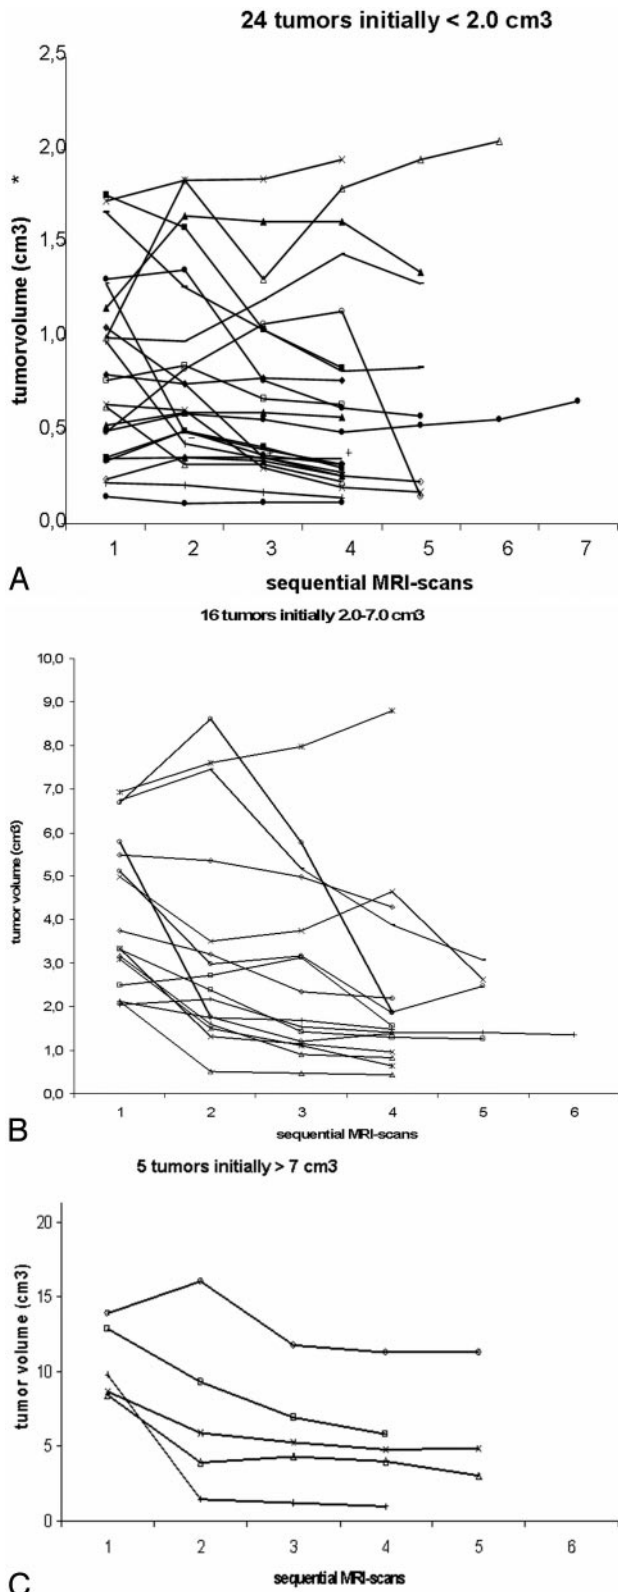 24 tumors initially < 2.0 cm3
2,5
2,0
1,5
1,0
0,5
0,0
tumorvolume (cm3) *
1 2 3 4 5 6 7
sequential MRI-scans
A
16 tumors initially 2.0-7.0 cm3
10,0
9,0
8,0
7,0
6,0
5,0
4,0
3,0
2,0
1,0
0,0
tumor volume (cm3)
1 2 3 4 5 6
sequential MRI-scans
B
5 tumors initially > 7 cm3
20
15
10
5
0
tumor volume (cm3)
1 2 3 4 5 6
sequential MRI-scans
C